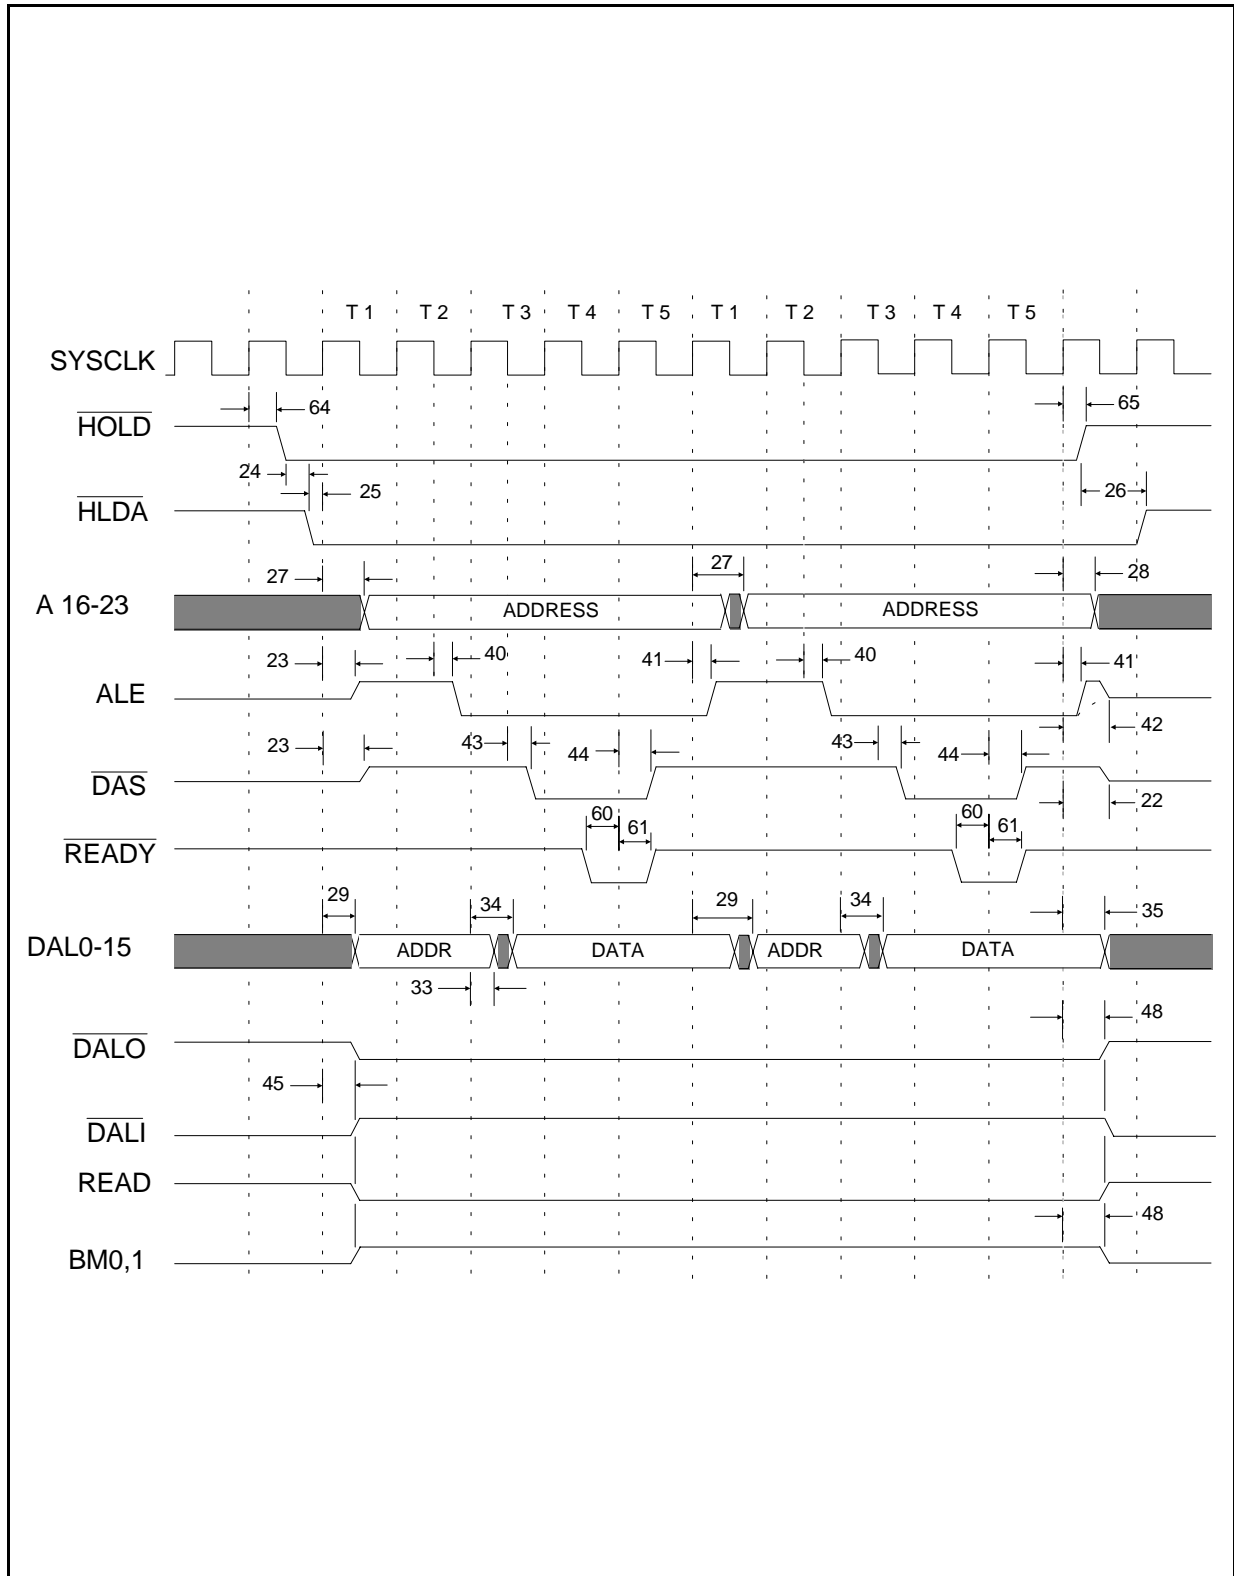 T 1 T 2 T 3 T 4 T 5 T 1 T 2 T 3 T 4 T 5
SYSCLK
64 65
HOLD
24 25 26
HLDA
27 27 28
A 16-23 ADDRESS ADDRESS
23 40 41 40 41
ALE
42
23 43 44 43 44
DAS
22
60 61 60 61
READY
29 34 29 34 35
DAL0-15 ADDR DATA ADDR DATA
33
48
DALO
45
DALI
READ
48
BM0,1